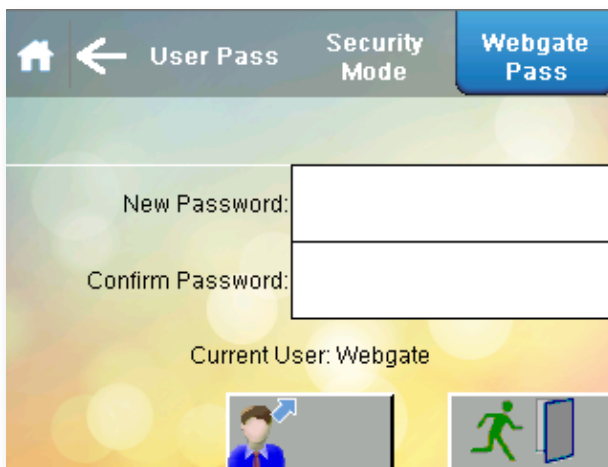 User Pass
Security
Mode
Webgate
Pass
New Password:
Confirm Password:
Current User: Webgate